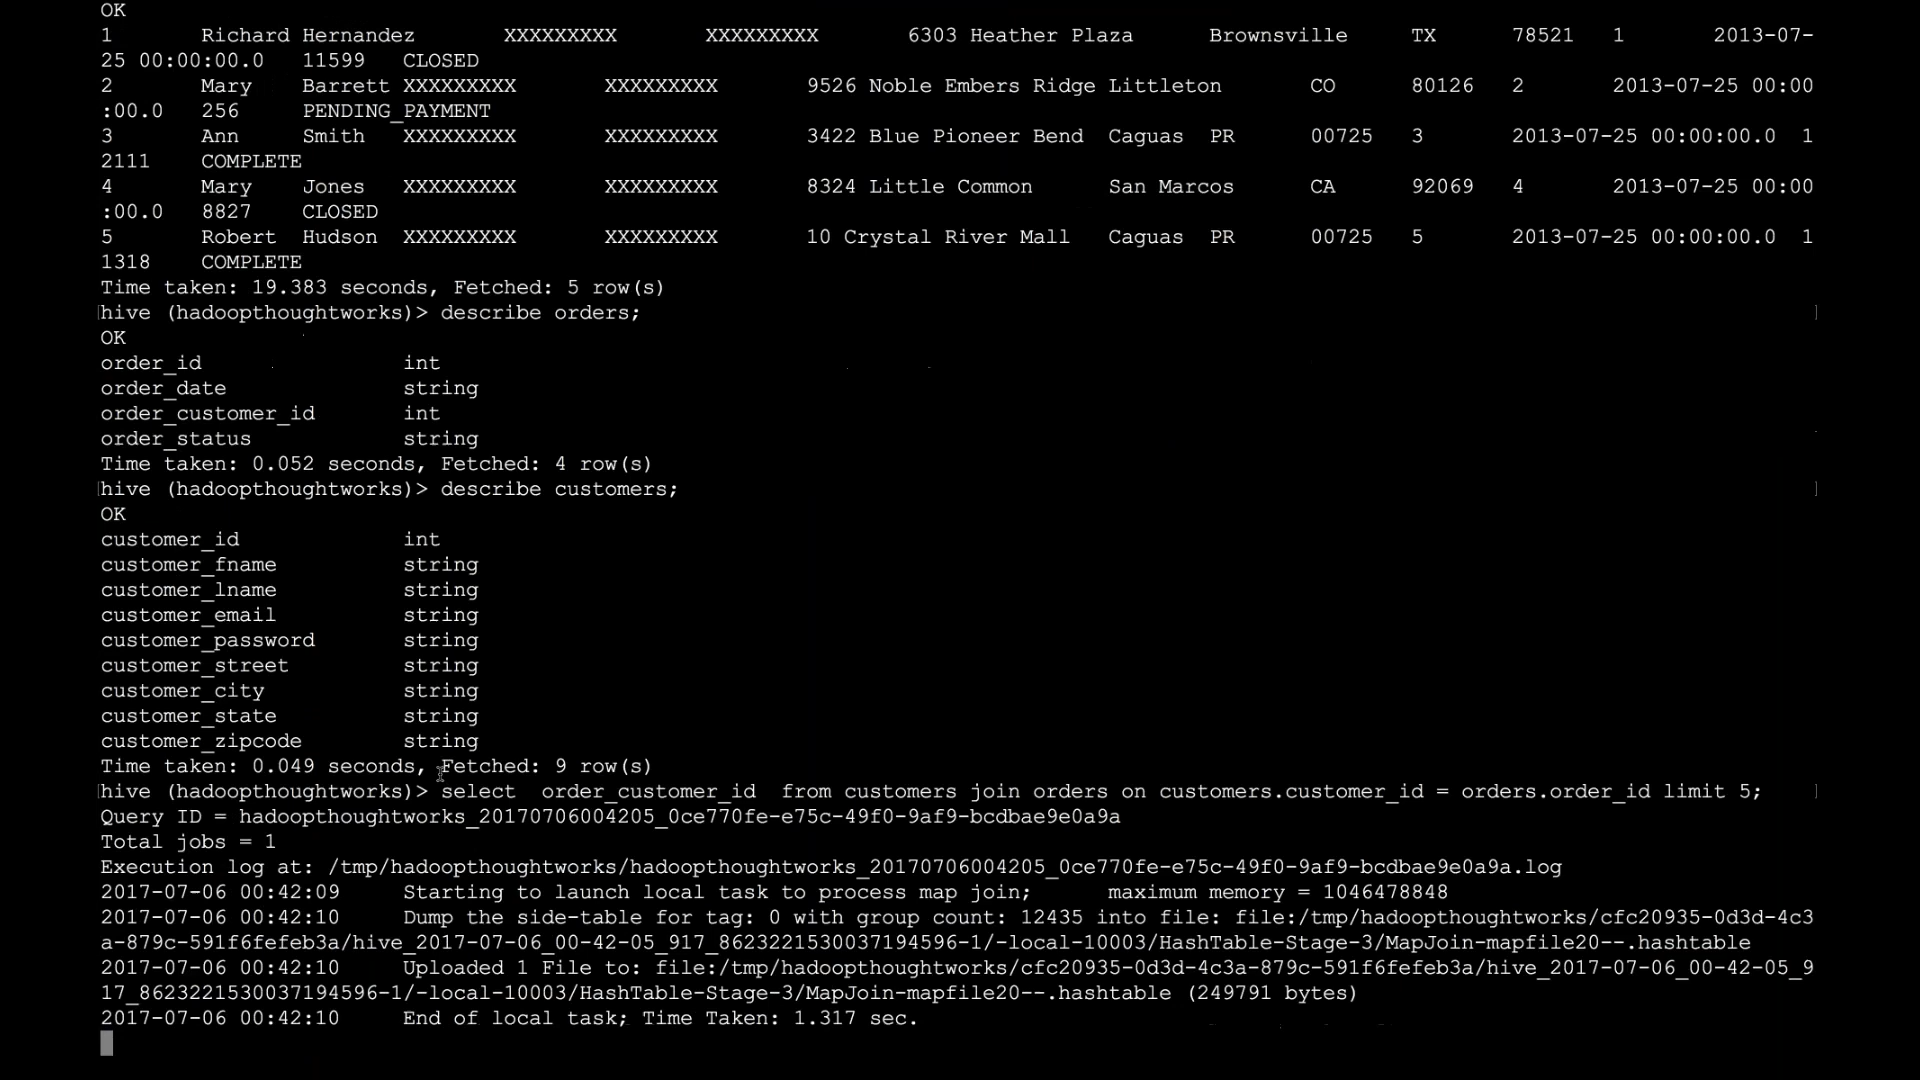 OK
1 Richard Hernandez XXXXXXXXX XXXXXXXXX 6303 Heather Plaza Brownsville TX 78521 1 2013-07-
25 00:00:00.0 11599 CLOSED
2 Mary Barrett XXXXXXXXX XXXXXXXXX 9526 Noble Embers Ridge Littleton CO 80126 2 2013-07-25 00:00
:00.0 256 PENDING_PAYMENT
3 Ann Smith XXXXXXXXX XXXXXXXXX 3422 Blue Pioneer Bend Caguas PR 00725 3 2013-07-25 00:00:00.0 1
2111 COMPLETE
4 Mary Jones XXXXXXXXX XXXXXXXXX 8324 Little Common San Marcos CA 92069 4 2013-07-25 00:00
:00.0 8827 CLOSED
5 Robert Hudson XXXXXXXXX XXXXXXXXX 10 Crystal River Mall Caguas PR 00725 5 2013-07-25 00:00:00.0 1
1318 COMPLETE
Time taken: 19.383 seconds, Fetched: 5 row(s)
hive (hadoopthoughtworks)> describe orders;
OK
order_id int
order_date string
order_customer_id int
order_status string
Time taken: 0.052 seconds, Fetched: 4 row(s)
hive (hadoopthoughtworks)> describe customers;
OK
customer_id int
customer_fname string
customer_lname string
customer_email string
customer_password string
customer_street string
customer_city string
customer_state string
customer_zipcode string
Time taken: 0.049 seconds, Fetched: 9 row(s)
hive (hadoopthoughtworks)> select order_customer_id from customers join orders on customers.customer_id = orders.order_id limit 5;
Query ID = hadoopthoughtworks_20170706004205_0ce770fe-e75c-49f0-9af9-bcdbae9e0a9a
Total jobs = 1
Execution log at: /tmp/hadoopthoughtworks/hadoopthoughtworks_20170706004205_0ce770fe-e75c-49f0-9af9-bcdbae9e0a9a.log
2017-07-06 00:42:09 Starting to launch local task to process map join; maximum memory = 1046478848
2017-07-06 00:42:10 Dump the side-table for tag: 0 with group count: 12435 into file: file:/tmp/hadoopthoughtworks/cfc20935-0d3d-4c3
a-879c-591f6fefeb3a/hive_2017-07-06_00-42-05_917_8623221530037194596-1/-local-10003/HashTable-Stage-3/MapJoin-mapfile20--.hashtable
2017-07-06 00:42:10 Uploaded 1 File to: file:/tmp/hadoopthoughtworks/cfc20935-0d3d-4c3a-879c-591f6fefeb3a/hive_2017-07-06_00-42-05_9
17_8623221530037194596-1/-local-10003/HashTable-Stage-3/MapJoin-mapfile20--.hashtable (249791 bytes)
2017-07-06 00:42:10 End of local task; Time Taken: 1.317 sec.